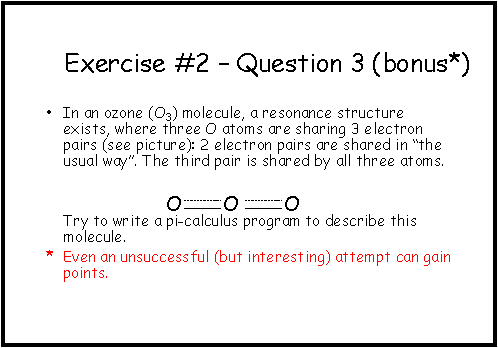 Exercise #2 – Question 3 (bonus*)
• In an ozone (O₃) molecule, a resonance structure
exists, where three O atoms are sharing 3 electron
pairs (see picture): 2 electron pairs are shared in “the
usual way”. The third pair is shared by all three atoms.
O O O
Try to write a pi-calculus program to describe this
molecule.
* Even an unsuccessful (but interesting) attempt can gain
points.